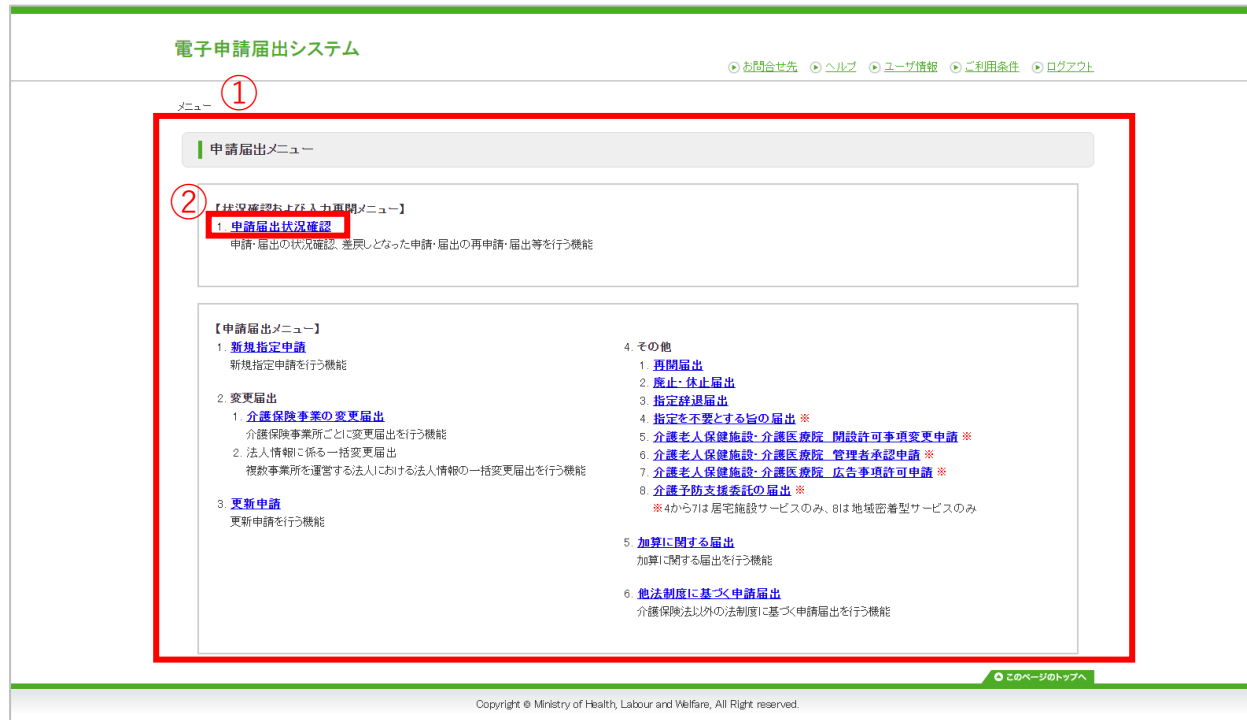 電子申請届出システム
お問合せ先 ヘルプ ユーザ情報 ご利用条件 ログアウト
①
メニュー
申請届出メニュー
②
【状況確認および入力再開メニュー】
1. 申請届出状況確認
申請・届出の状況確認、差戻しとなった申請・届出の再申請・届出等を行う機能
【申請届出メニュー】
1. 新規指定申請
新規指定申請を行う機能
2. 変更届出
1. 介護保険事業の変更届出
介護保険事業所ごとに変更届出を行う機能
2. 法人情報に係る一括変更届出
複数事業所を運営する法人における法人情報の一括変更届出を行う機能
3. 更新申請
更新申請を行う機能
4. その他
1. 再開届出
2. 廃止・休止届出
3. 指定辞退届出
4. 指定を不要とする旨の届出 ※
5. 介護老人保健施設・介護医療院 開設許可事項変更申請 ※
6. 介護老人保健施設・介護医療院 管理者承認申請 ※
7. 介護老人保健施設・介護医療院 広告事項許可申請 ※
8. 介護予防支援委託の届出 ※
※4から7は居宅施設サービスのみ、8は地域密着型サービスのみ
5. 加算に関する届出
加算に関する届出を行う機能
6. 他法制度に基づく申請届出
介護保険法以外の法制度に基づく申請届出を行う機能
このページのトップへ
Copyright © Ministry of Health, Labour and Welfare, All Right reserved.